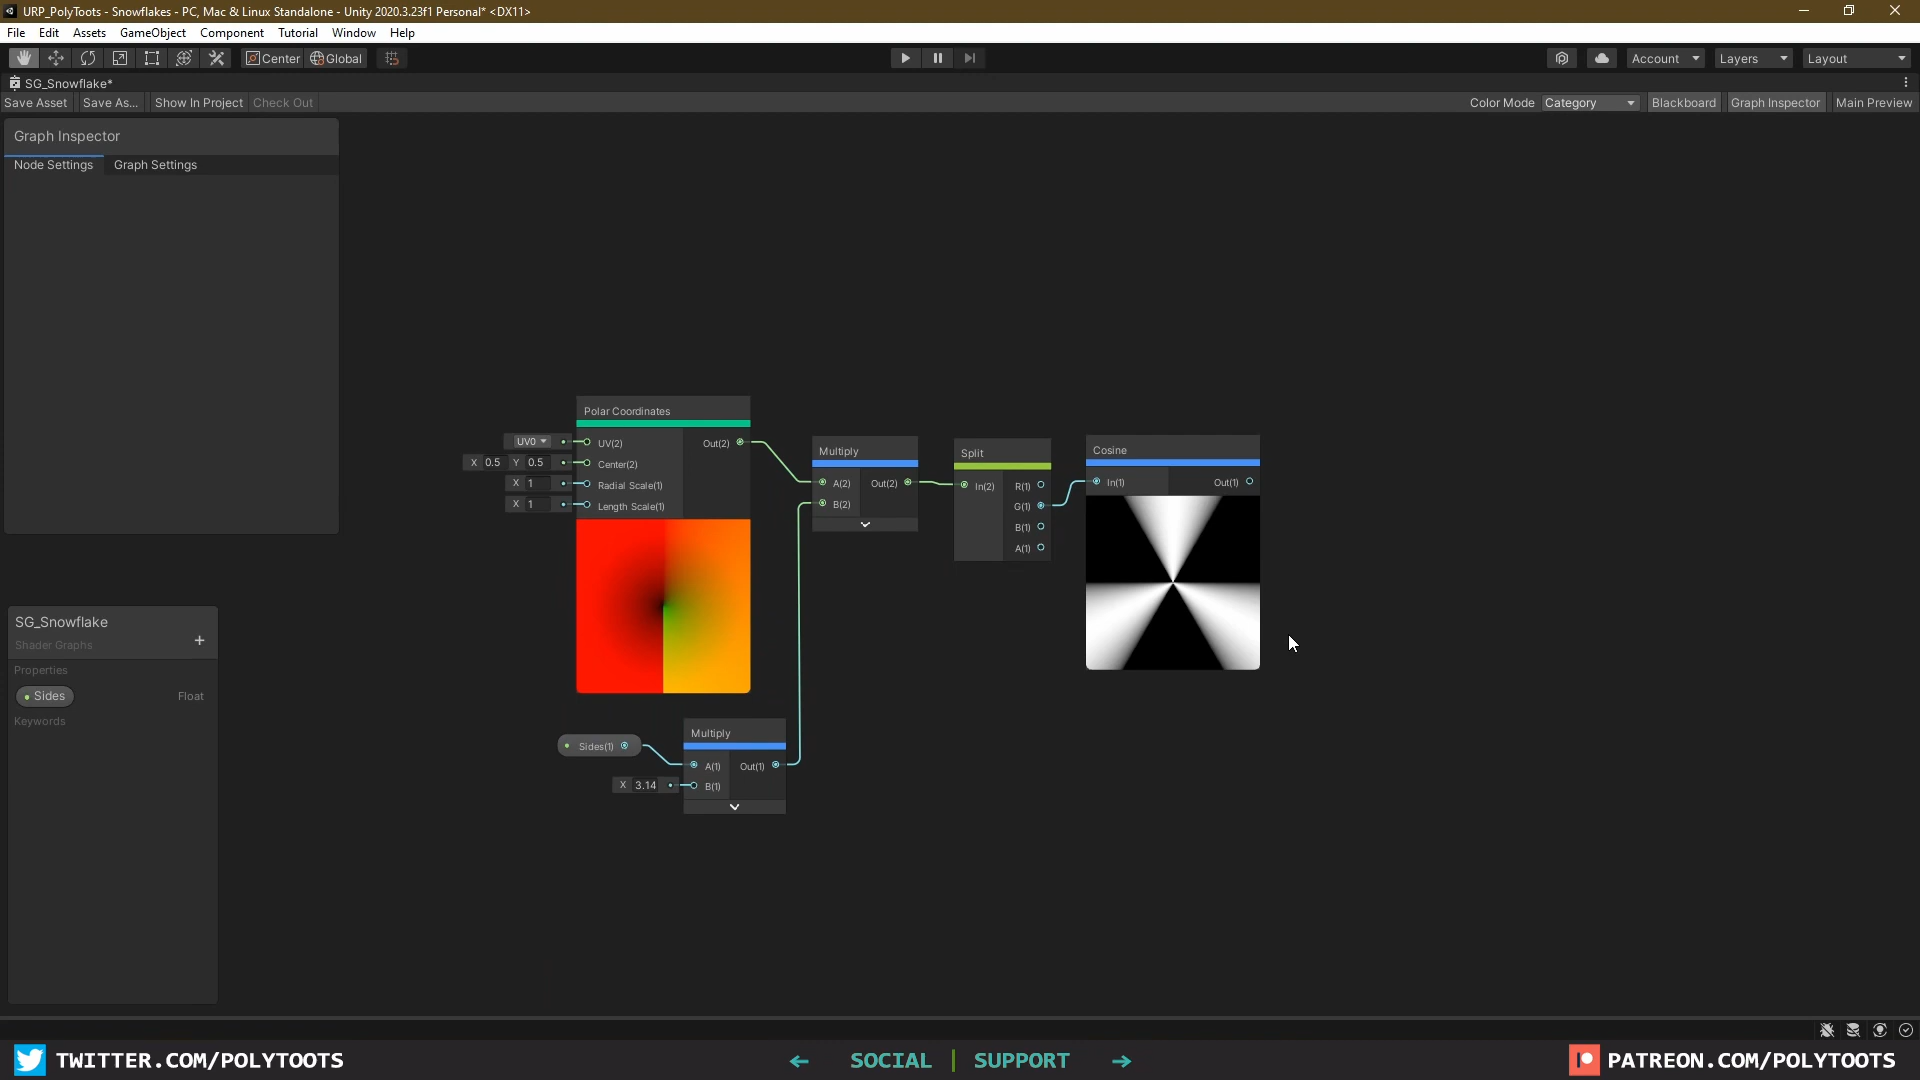 URP_PolyToots - Snowflakes - PC, Mac & Linux Standalone - Unity 2020.3.23f1 Personal* <DX11>
File Edit Assets GameObject Component Tutorial Window Help
Center Global Account Layers Layout
SG_Snowflake*
Save Asset Save As... Show In Project Check Out Color Mode Category Blackboard Graph Inspector Main Preview
Graph Inspector
Node Settings Graph Settings
Polar Coordinates
UV0 UV(2) Out(2)
X 0.5 Y 0.5 Center(2)
X 1 Radial Scale(1)
X 1 Length Scale(1)
Multiply
A(2) Out(2)
B(2)
Split
In(2) R(1)
G(1)
B(1)
A(1)
Cosine
In(1) Out(1)
SG_Snowflake
Shader Graphs +
Properties
Sides Float
Keywords
Multiply
Sides(1) A(1) Out(1)
X 3.14 B(1)
TWITTER.COM/POLYTOOTS ← SOCIAL | SUPPORT → PATREON.COM/POLYTOOTS